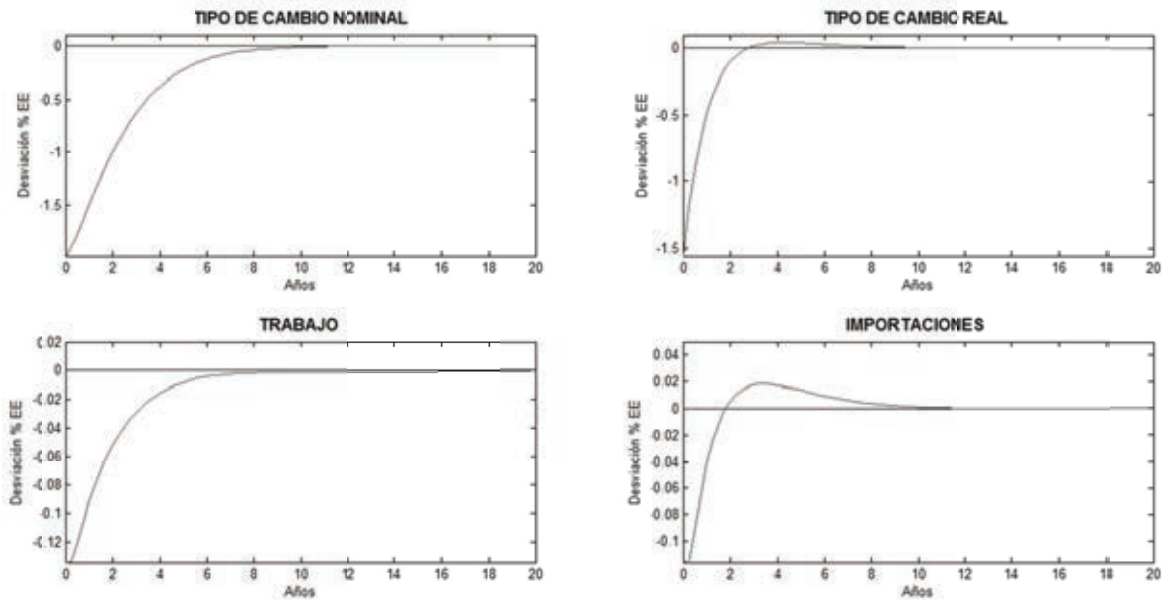 TIPO DE CAMBIO NOMINAL
0
-0.5
-1
-1.5
Desviación % EE
0 2 4 6 8 10 12 14 16 18 20
Años
TIPO DE CAMBIO REAL
0
-0.5
-1
-1.5
Desviación % EE
0 2 4 6 8 10 12 14 16 18 20
Años
TRABAJO
0.02
0
-0.02
-0.04
-0.06
-0.08
-0.1
-0.12
Desviación % EE
0 2 4 6 8 10 12 14 16 18 20
Años
IMPORTACIONES
0.04
0.02
0
-0.02
-0.04
-0.06
-0.08
-0.1
Desviación % EE
0 2 4 6 8 10 12 14 16 18 20
Años